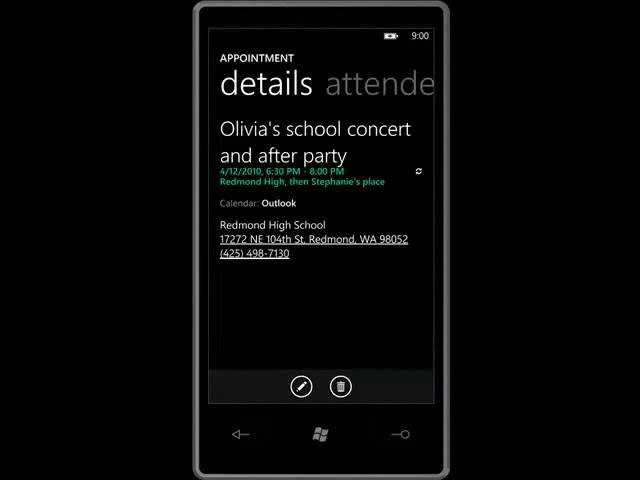 9:00
APPOINTMENT
details attende
Olivia's school concert
and after party
4/12/2010, 6:30 PM - 8:00 PM
Redmond High, then Stephanie's place
Calendar: Outlook
Redmond High School
17272 NE 104th St. Redmond, WA 98052
(425) 498-7130